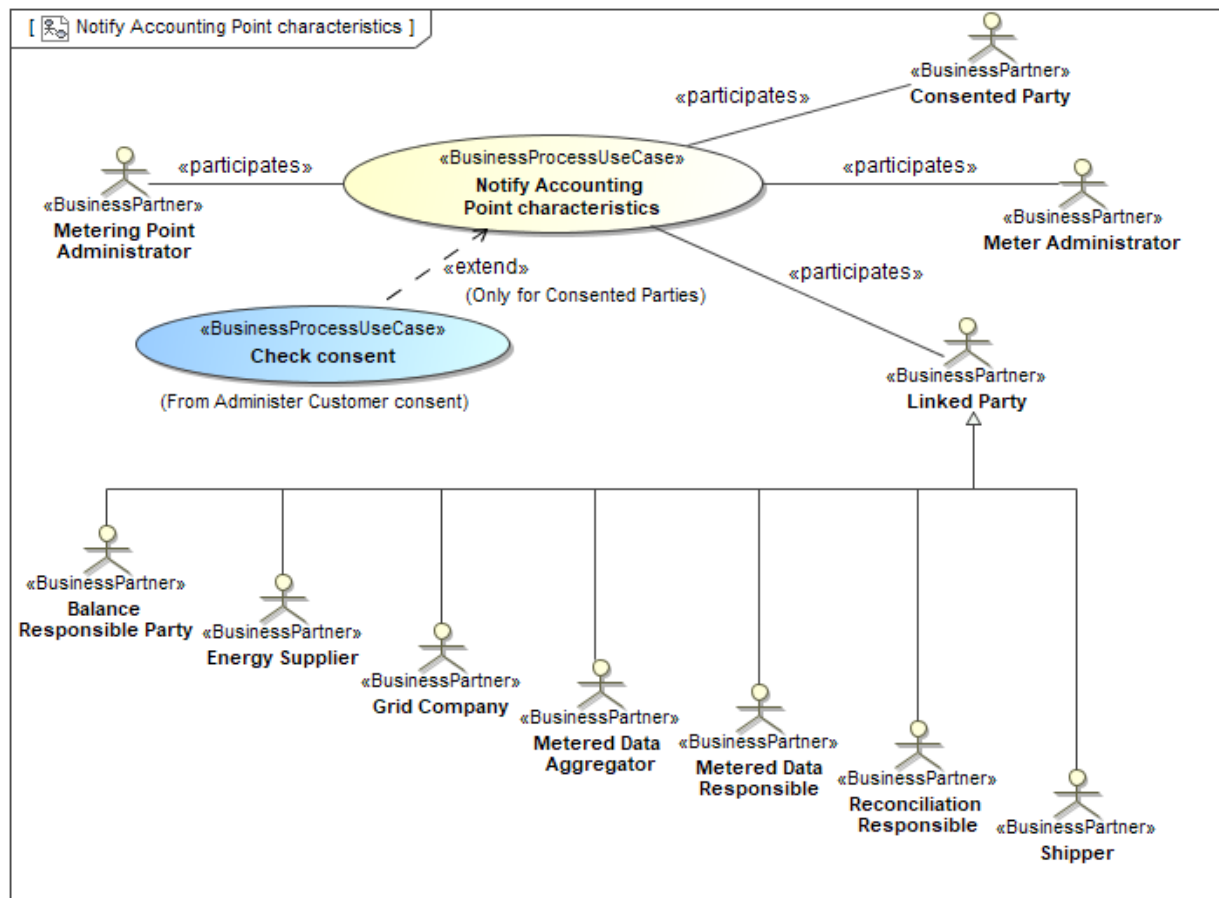 [ Notify Accounting Point characteristics ]
«BusinessPartner»
Consented Party
«participates»
«participates»
«BusinessProcessUseCase»
Notify Accounting
Point characteristics
«participates»
«BusinessPartner»
Metering Point
Administrator
«BusinessPartner»
Meter Administrator
«extend»
(Only for Consented Parties)
«participates»
«BusinessProcessUseCase»
Check consent
(From Administer Customer consent)
«BusinessPartner»
Linked Party
«BusinessPartner»
Balance
Responsible Party
«BusinessPartner»
Energy Supplier
«BusinessPartner»
Grid Company
«BusinessPartner»
Metered Data
Aggregator
«BusinessPartner»
Metered Data
Responsible
«BusinessPartner»
Reconciliation
Responsible
«BusinessPartner»
Shipper